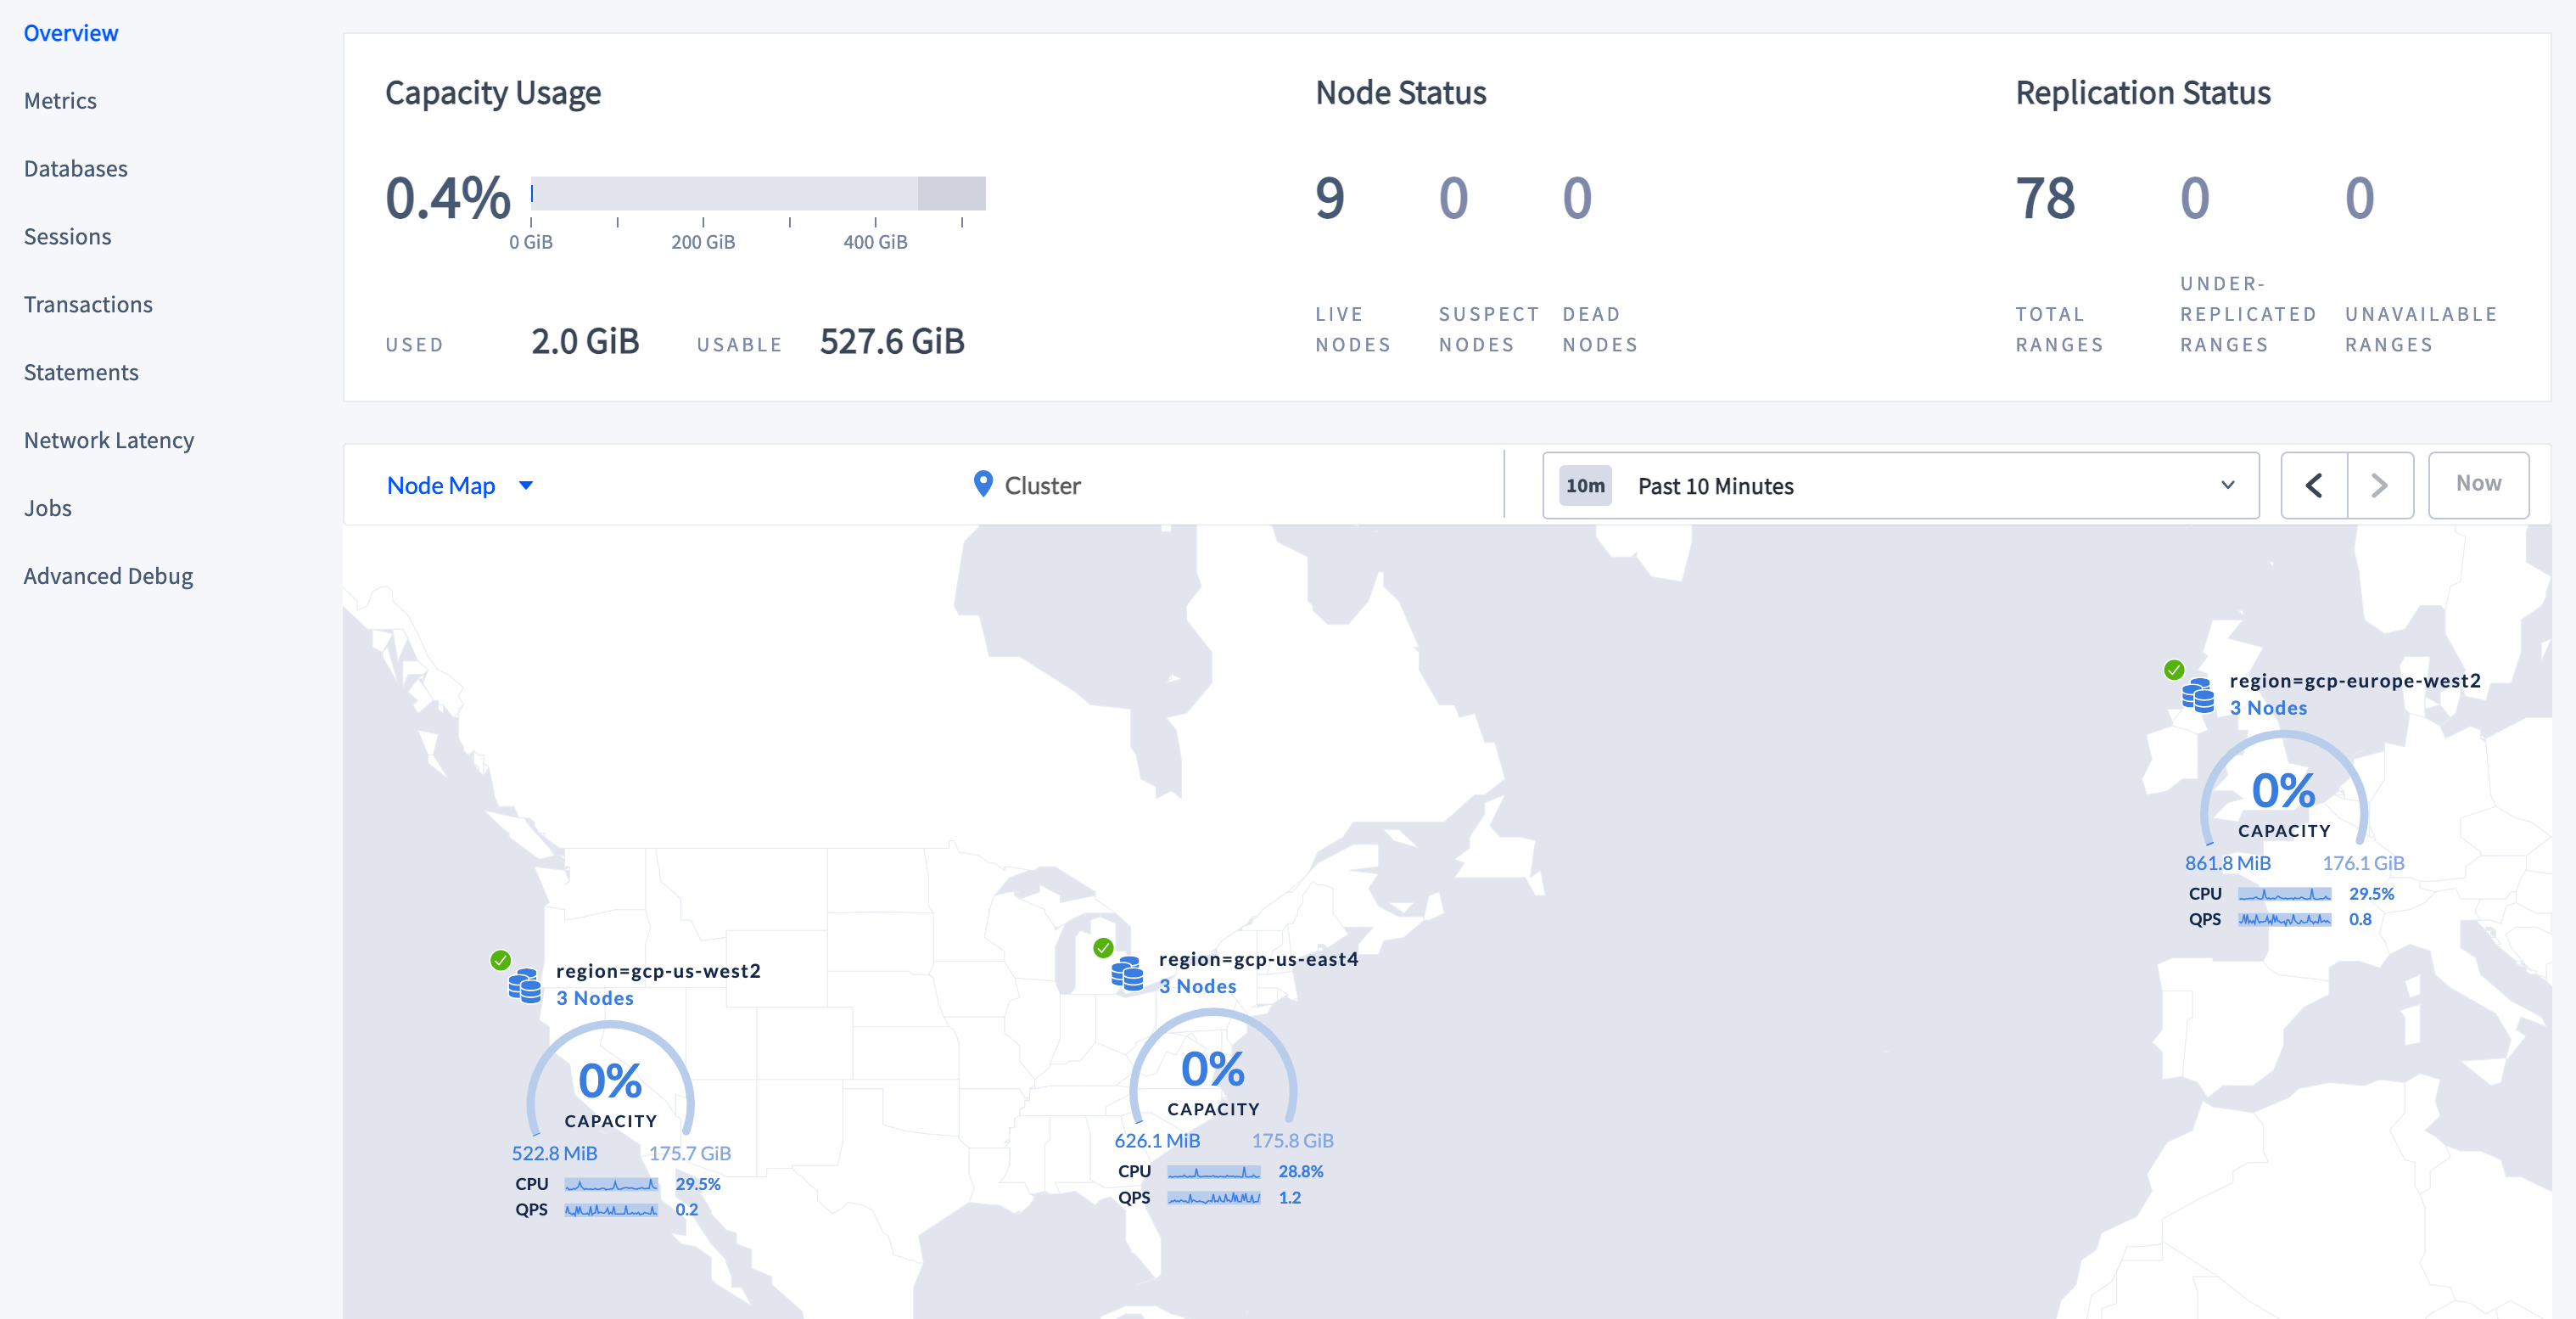 Overview
Metrics
Databases
Sessions
Transactions
Statements
Network Latency
Jobs
Advanced Debug
Capacity Usage
0.4%
0 GiB 200 GiB 400 GiB
USED 2.0 GiB USABLE 527.6 GiB
Node Status
9 0 0
LIVE NODES
SUSPECT NODES
DEAD NODES
Replication Status
78 0 0
TOTAL RANGES
UNDER-REPLICATED RANGES
UNAVAILABLE RANGES
Node Map
Cluster
10m Past 10 Minutes
Now
region=gcp-europe-west2
3 Nodes
0%
CAPACITY
861.8 MiB 176.1 GiB
CPU 29.5%
QPS 0.8
region=gcp-us-west2
3 Nodes
0%
CAPACITY
522.8 MiB 175.7 GiB
CPU 29.5%
QPS 0.2
region=gcp-us-east4
3 Nodes
0%
CAPACITY
626.1 MiB 175.8 GiB
CPU 28.8%
QPS 1.2